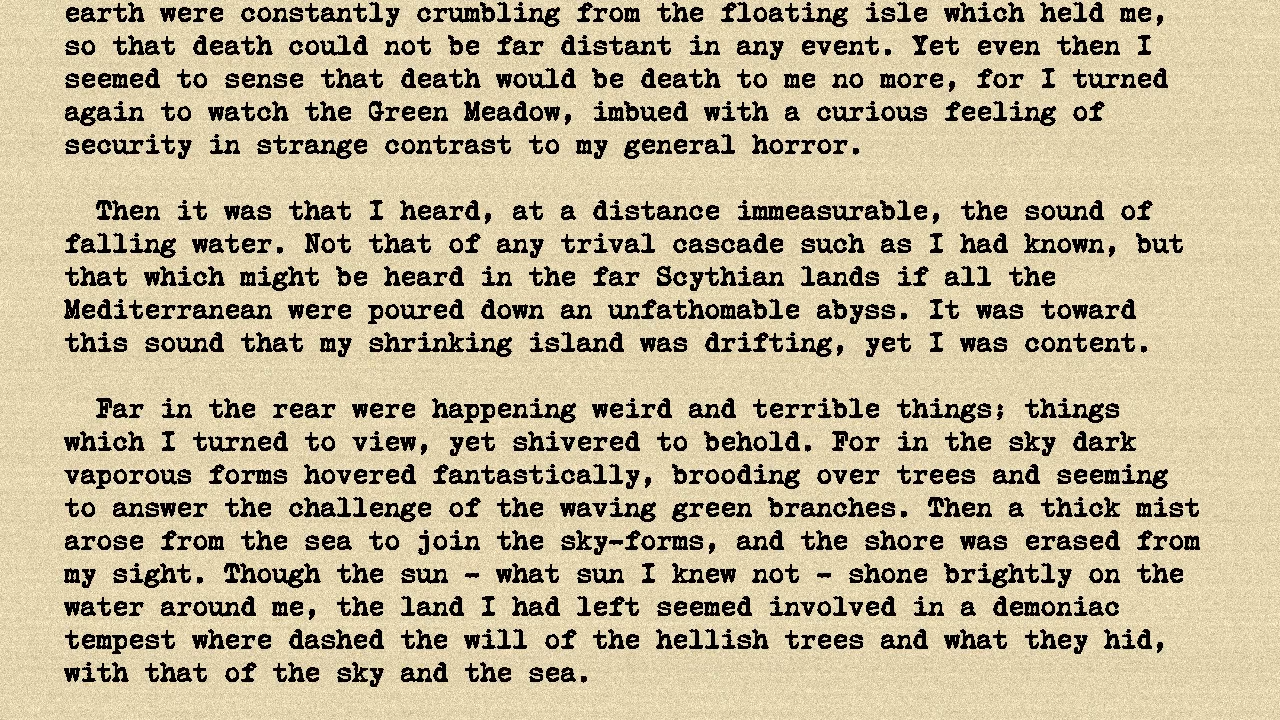 earth were constantly crumbling from the floating isle which held me,
so that death could not be far distant in any event. Yet even then I
seemed to sense that death would be death to me no more, for I turned
again to watch the Green Meadow, imbued with a curious feeling of
security in strange contrast to my general horror.
Then it was that I heard, at a distance immeasurable, the sound of
falling water. Not that of any trival cascade such as I had known, but
that which might be heard in the far Scythian lands if all the
Mediterranean were poured down an unfathomable abyss. It was toward
this sound that my shrinking island was drifting, yet I was content.
Far in the rear were happening weird and terrible things; things
which I turned to view, yet shivered to behold. For in the sky dark
vaporous forms hovered fantastically, brooding over trees and seeming
to answer the challenge of the waving green branches. Then a thick mist
arose from the sea to join the sky-forms, and the shore was erased from
my sight. Though the sun - what sun I knew not - shone brightly on the
water around me, the land I had left seemed involved in a demoniac
tempest where dashed the will of the hellish trees and what they hid,
with that of the sky and the sea.